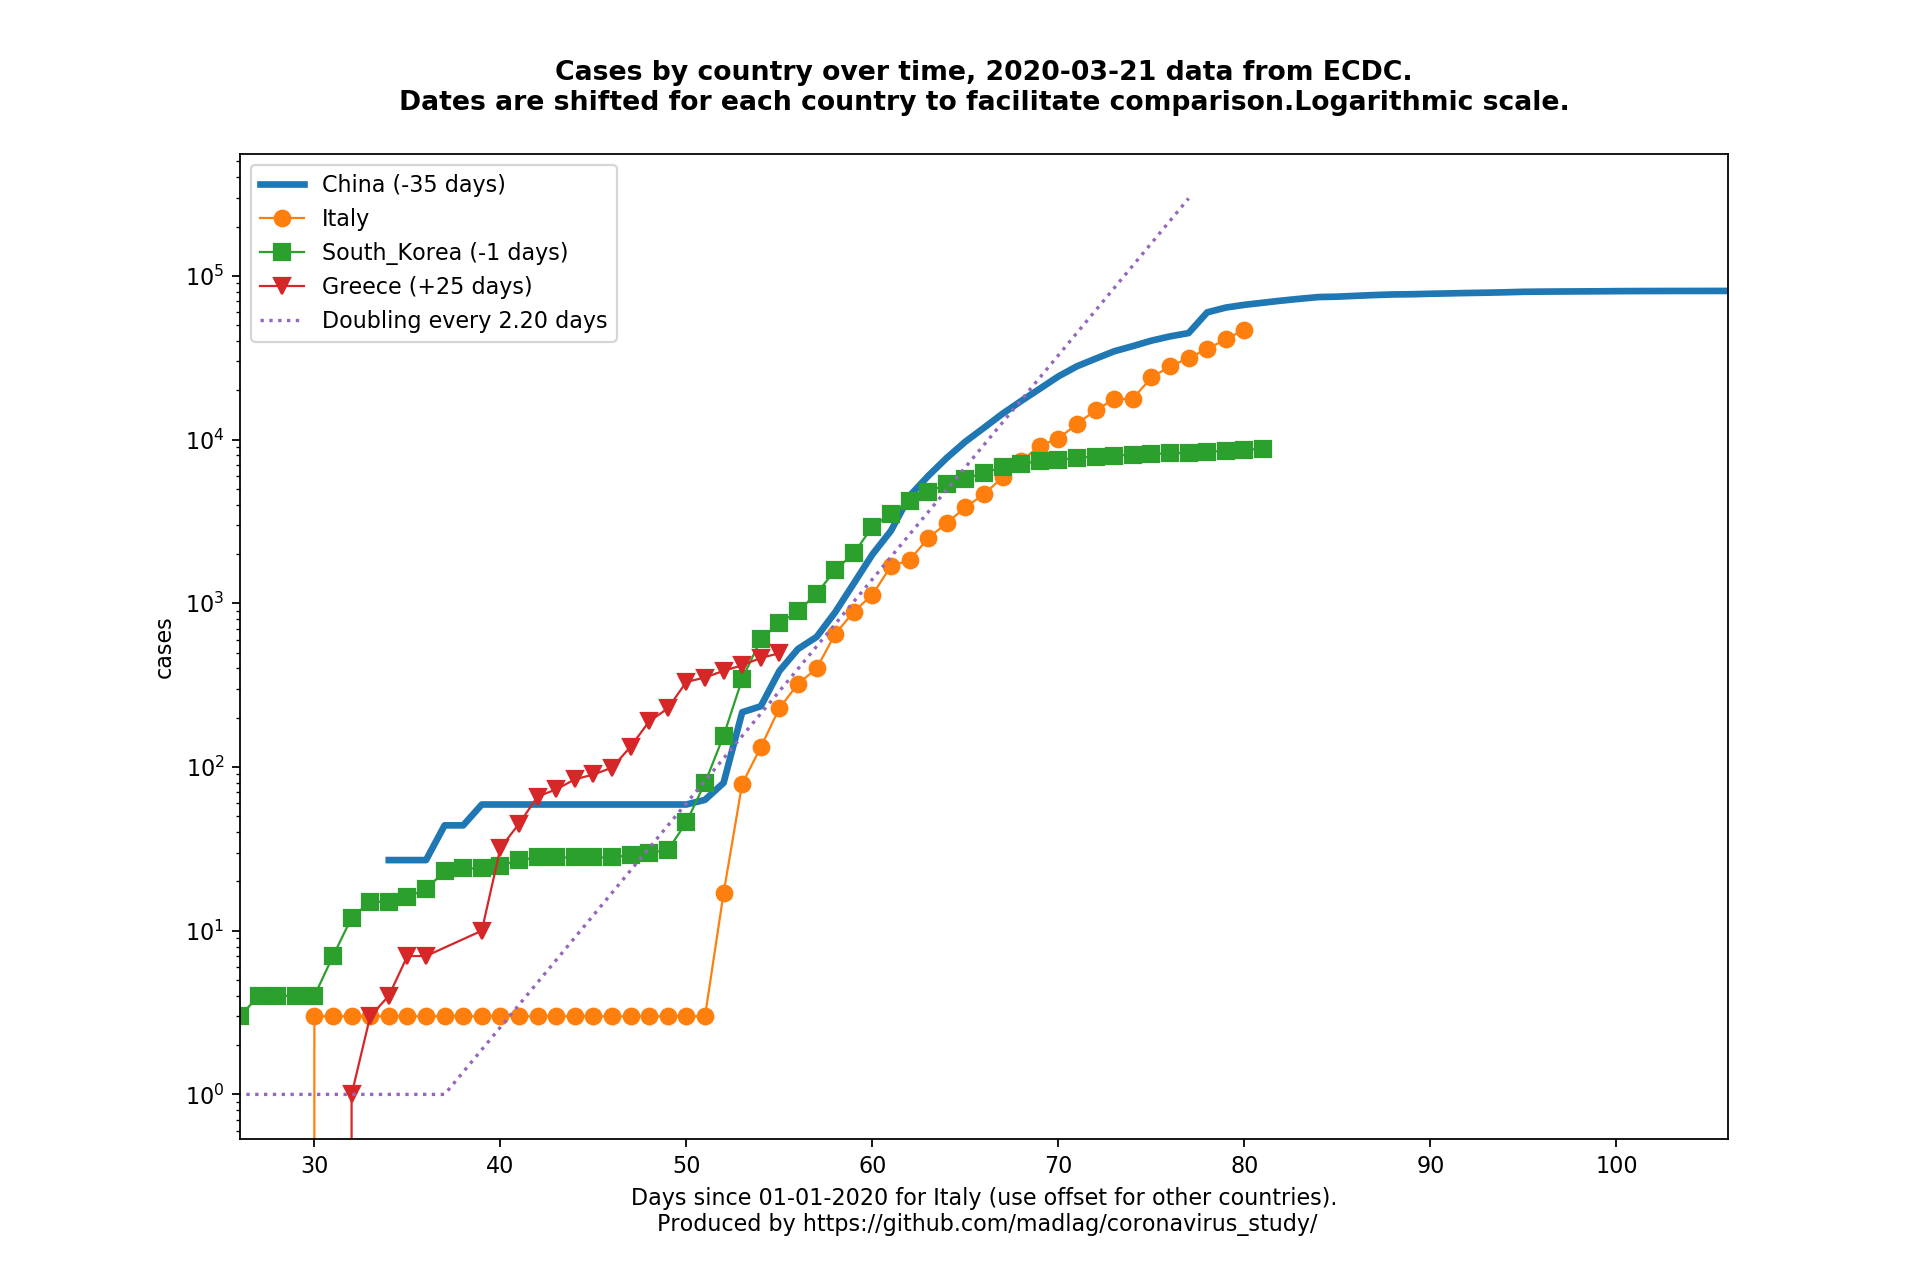 Cases by country over time, 2020-03-21 data from ECDC.
Dates are shifted for each country to facilitate comparison.Logarithmic scale.
China (-35 days)
Italy
South_Korea (-1 days)
Greece (+25 days)
Doubling every 2.20 days
10^5
10^4
10^3
10^2
10^1
10^0
cases
30 40 50 60 70 80 90 100
Days since 01-01-2020 for Italy (use offset for other countries).
Produced by https://github.com/madlag/coronavirus_study/